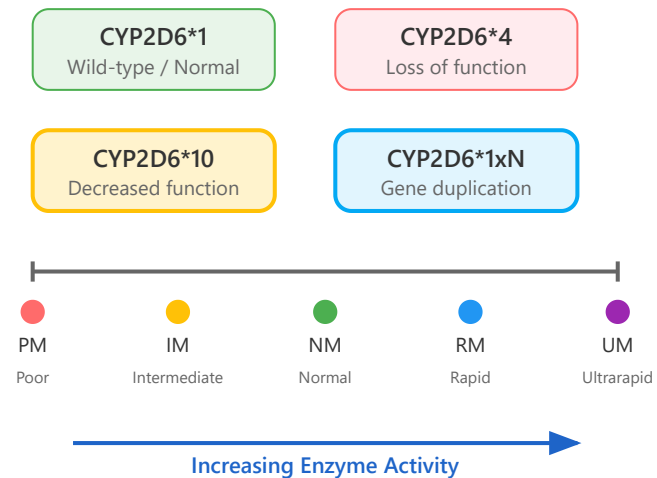 CYP2D6*1
Wild-type / Normal
CYP2D6*4
Loss of function
CYP2D6*10
Decreased function
CYP2D6*1xN
Gene duplication
PM
IM
NM
RM
UM
Poor
Intermediate
Normal
Rapid
Ultrarapid
Increasing Enzyme Activity